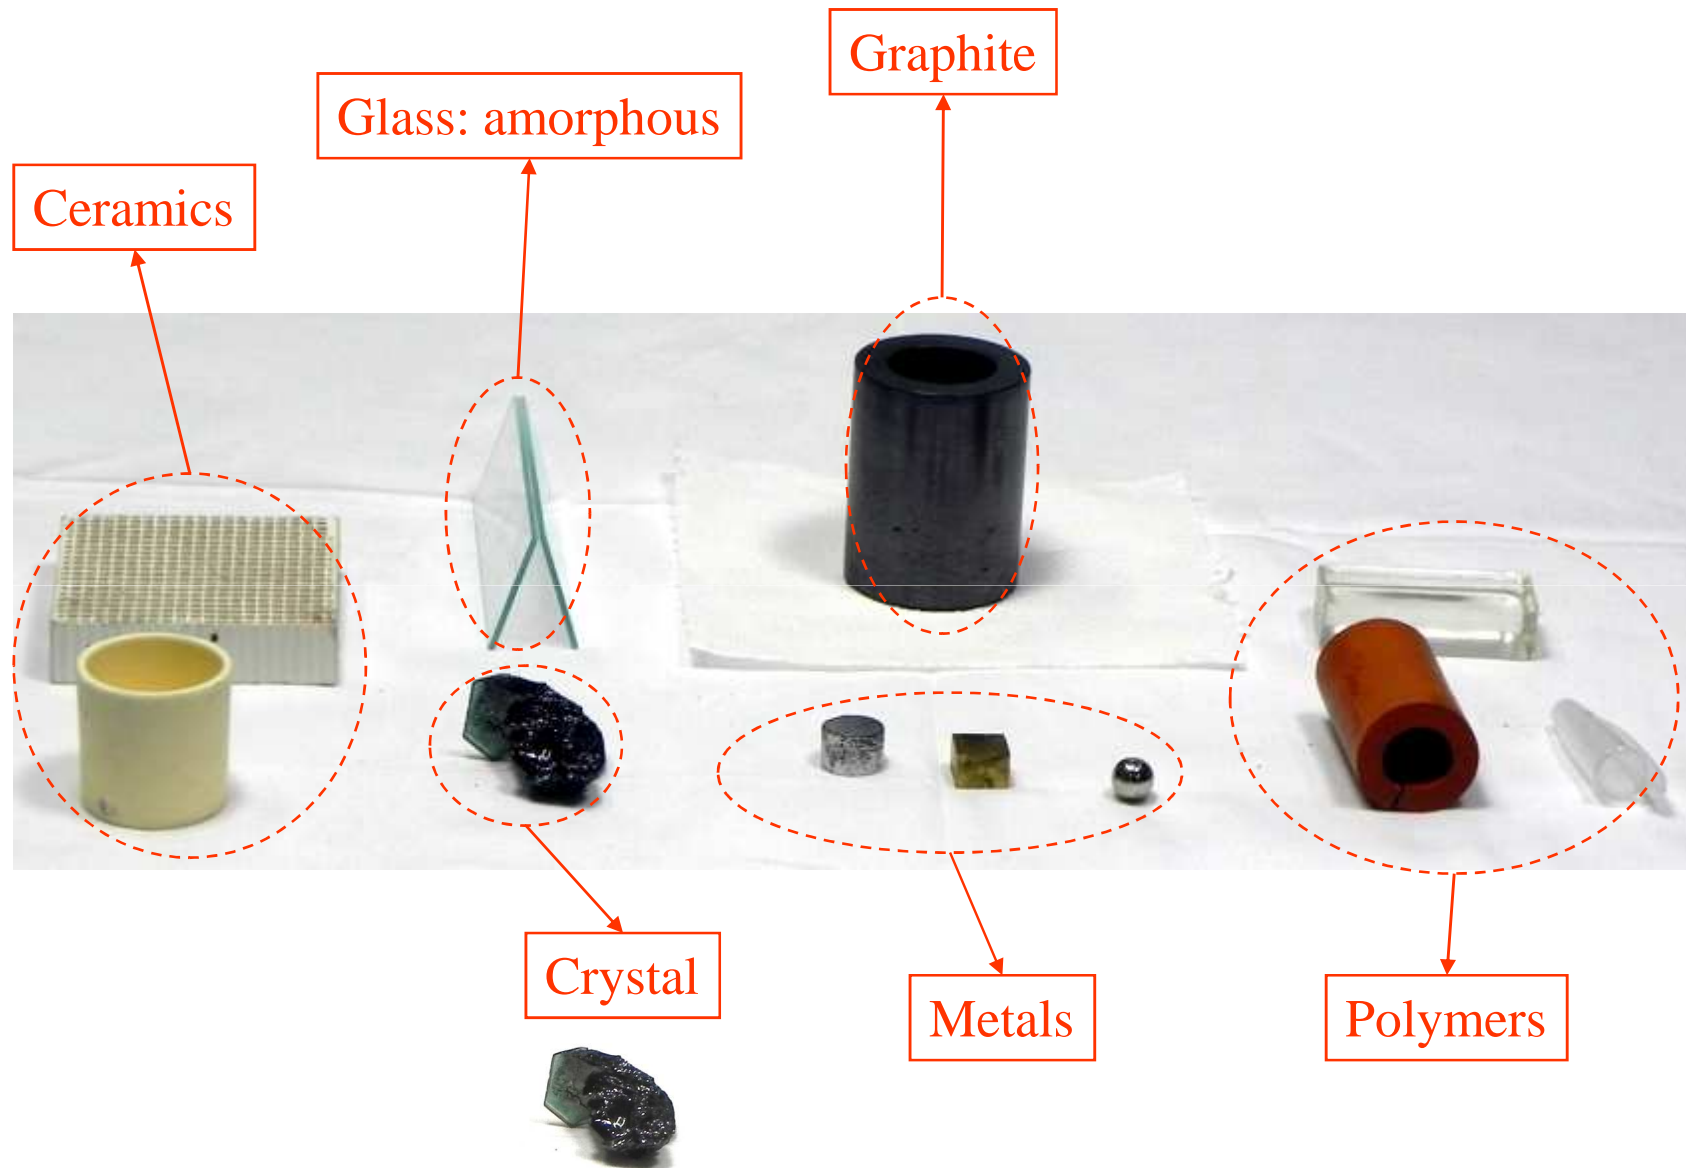 Graphite
Glass: amorphous
Ceramics
Crystal
Metals
Polymers